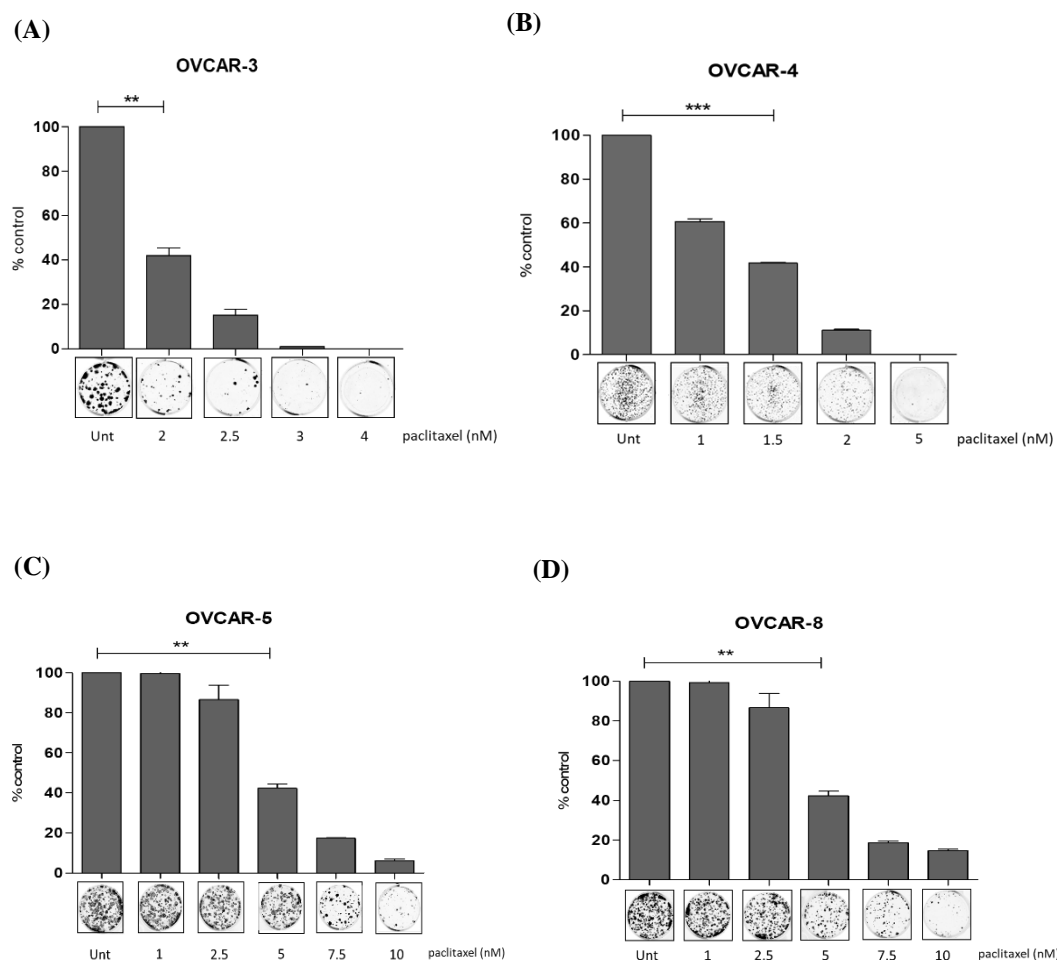 (A)
OVCAR-3
**
100
80
60
40
20
0
% control
Unt 2 2.5 3 4 paclitaxel (nM)
(B)
OVCAR-4
***
100
80
60
40
20
0
% control
Unt 1 1.5 2 5 paclitaxel (nM)
(C)
OVCAR-5
**
100
80
60
40
20
0
% control
Unt 1 2.5 5 7.5 10 paclitaxel (nM)
(D)
OVCAR-8
**
100
80
60
40
20
0
% control
Unt 1 2.5 5 7.5 10 paclitaxel (nM)